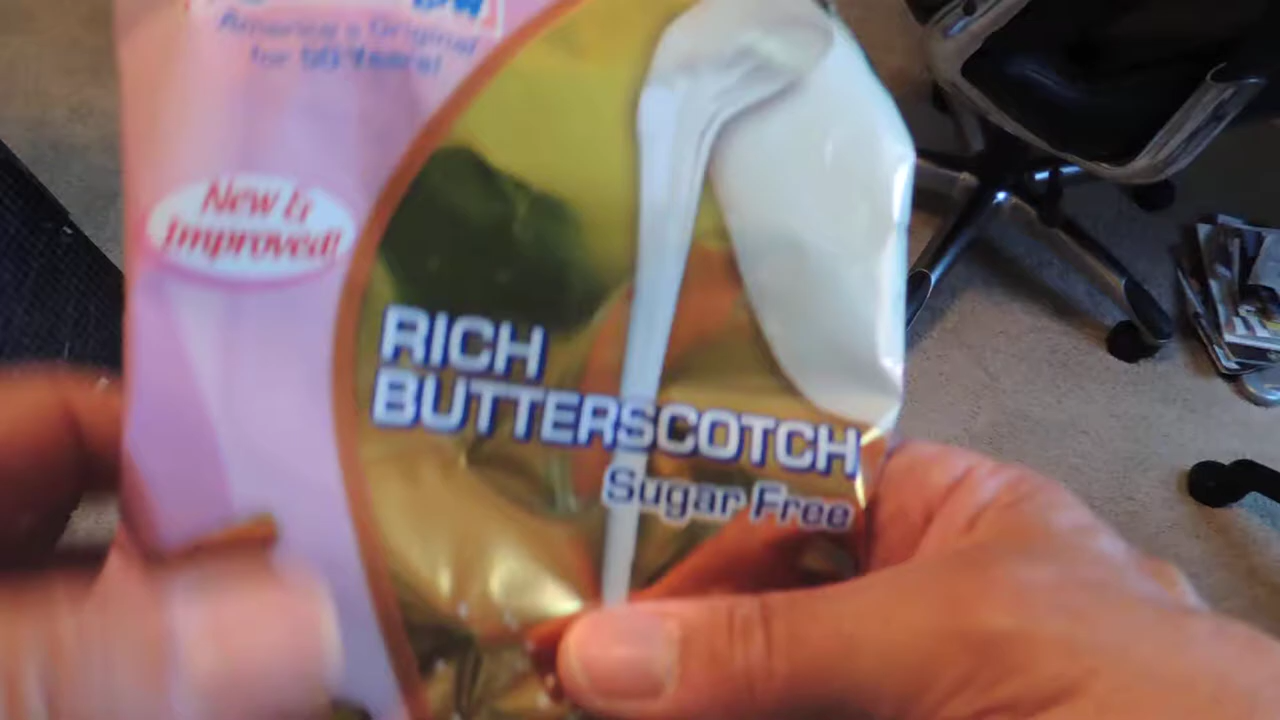 America's Original
for 50 Years!
New &
Improved!
RICH
BUTTERSCOTCH
Sugar Free